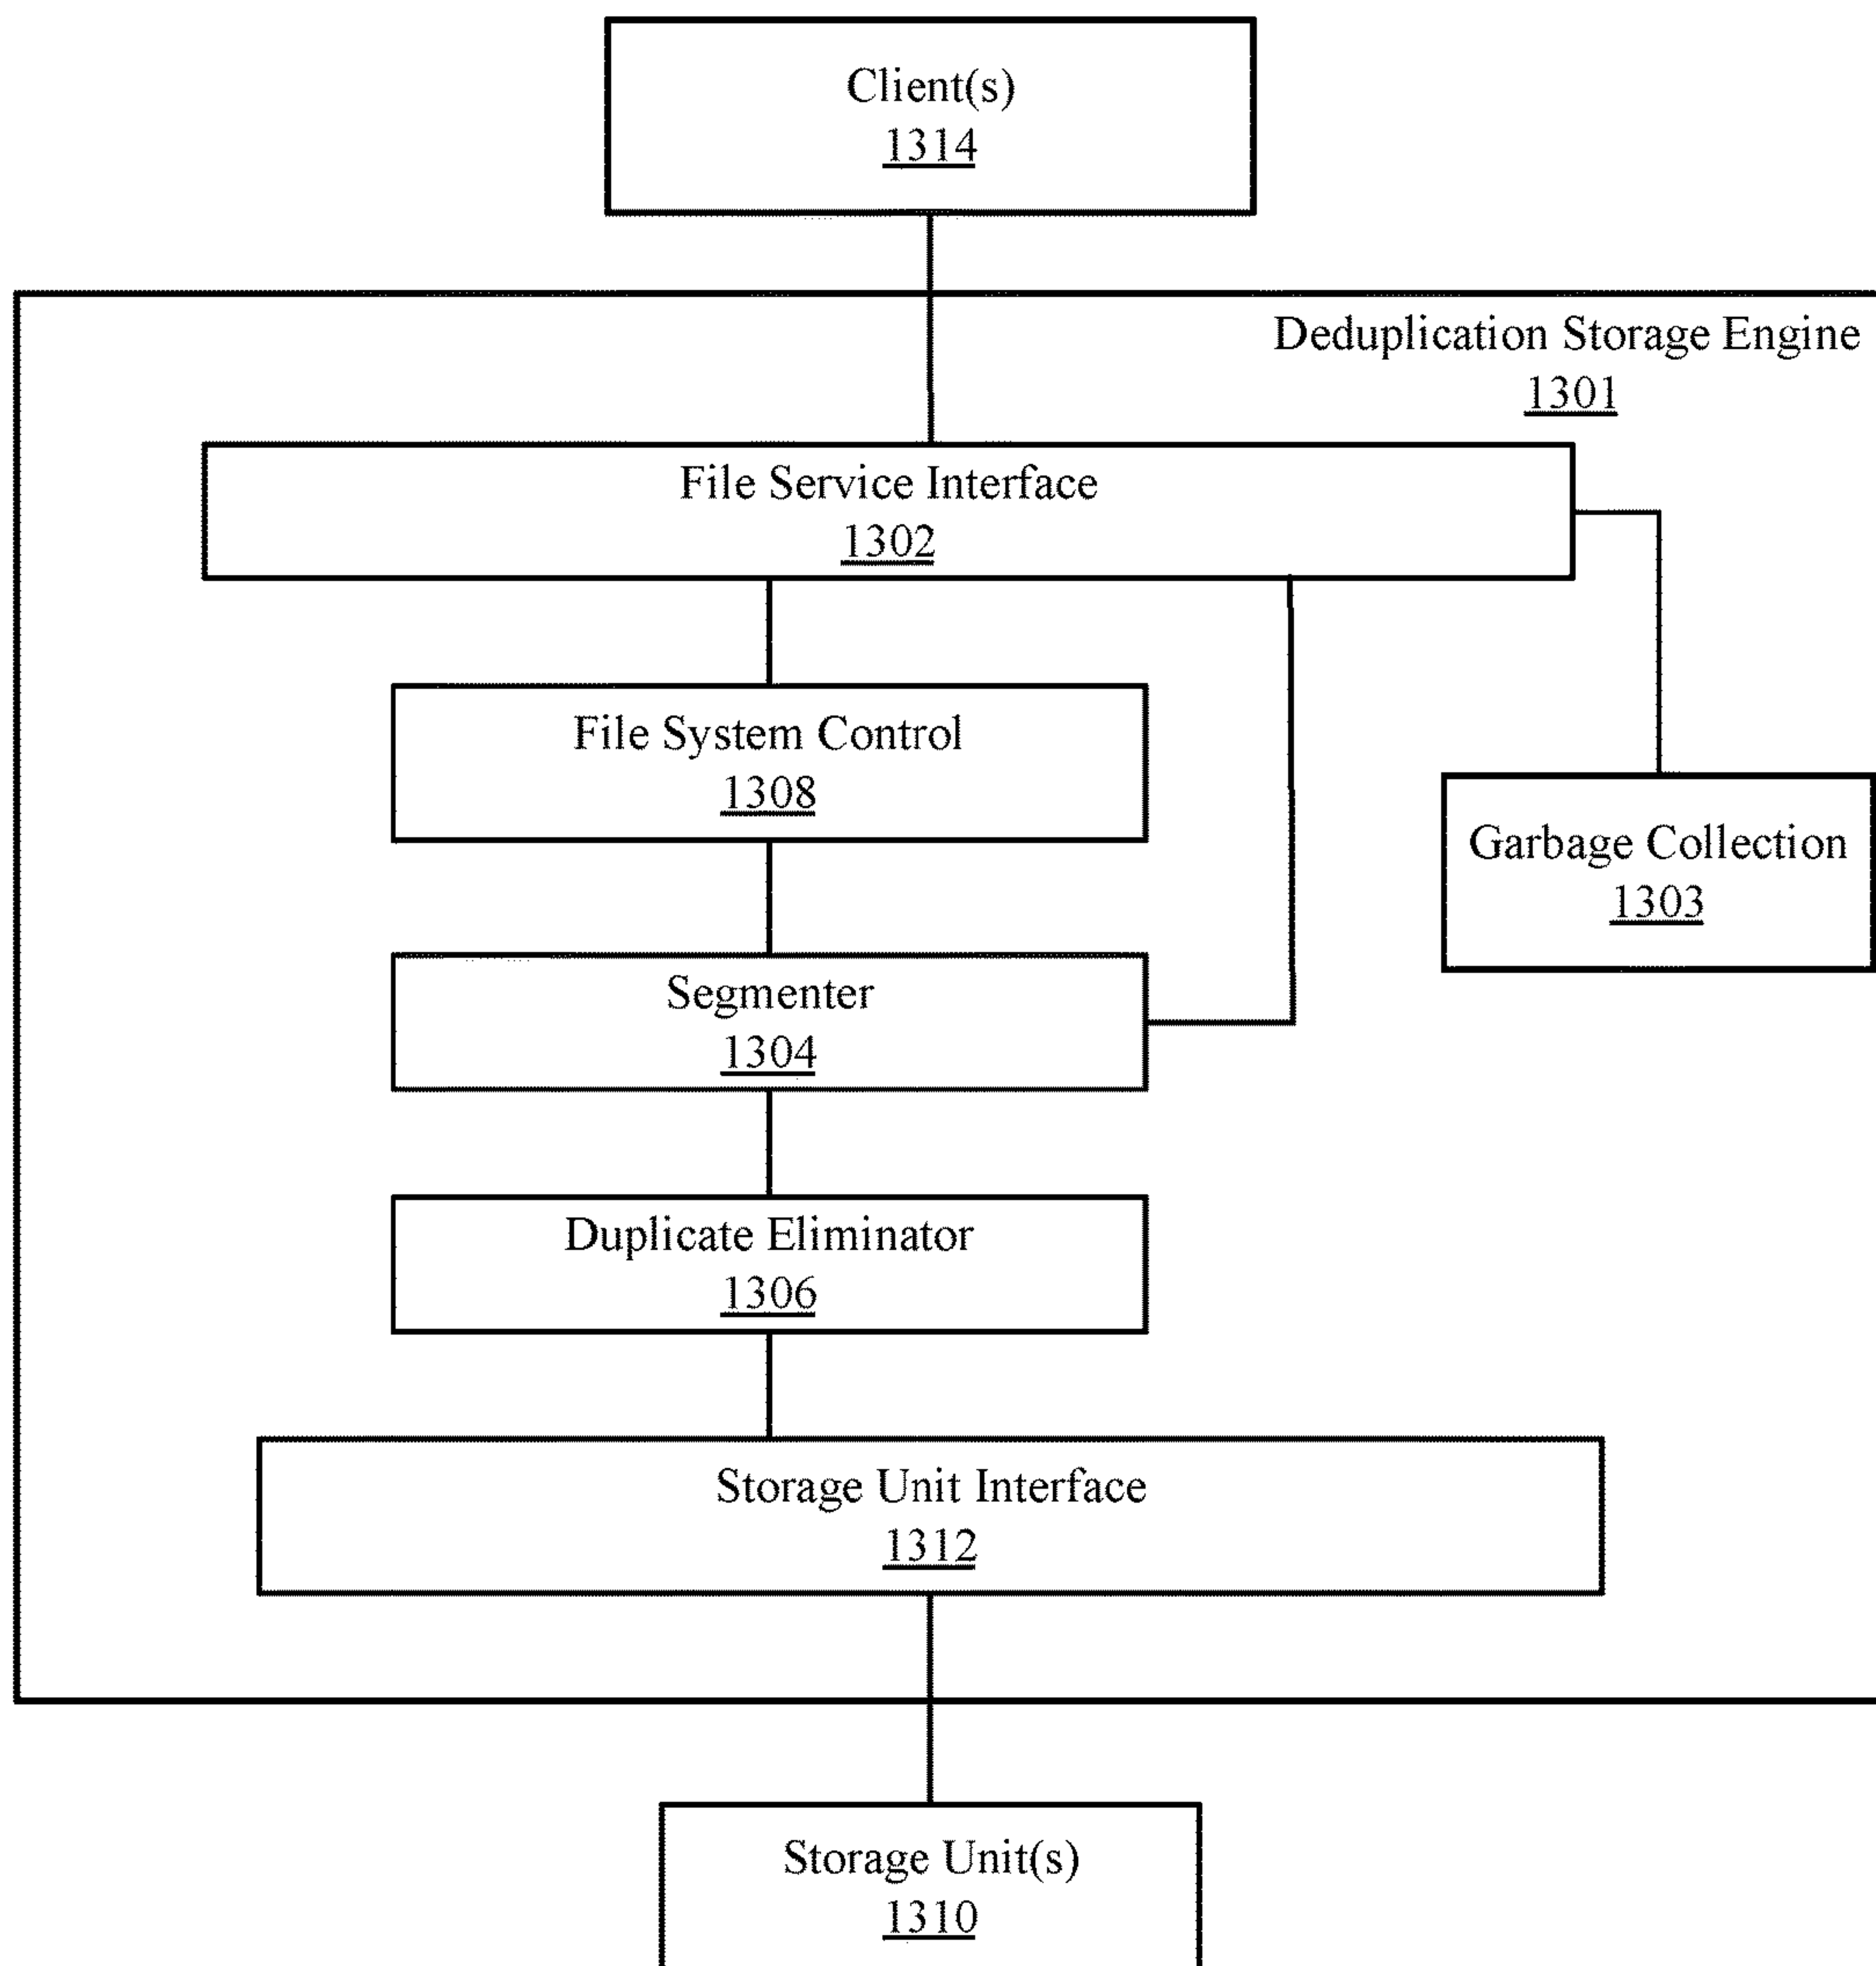 Client(s)
1314
Deduplication Storage Engine
1301
File Service Interface
1302
File System Control
1308
Garbage Collection
1303
Segmenter
1304
Duplicate Eliminator
1306
Storage Unit Interface
1312
Storage Unit(s)
1310